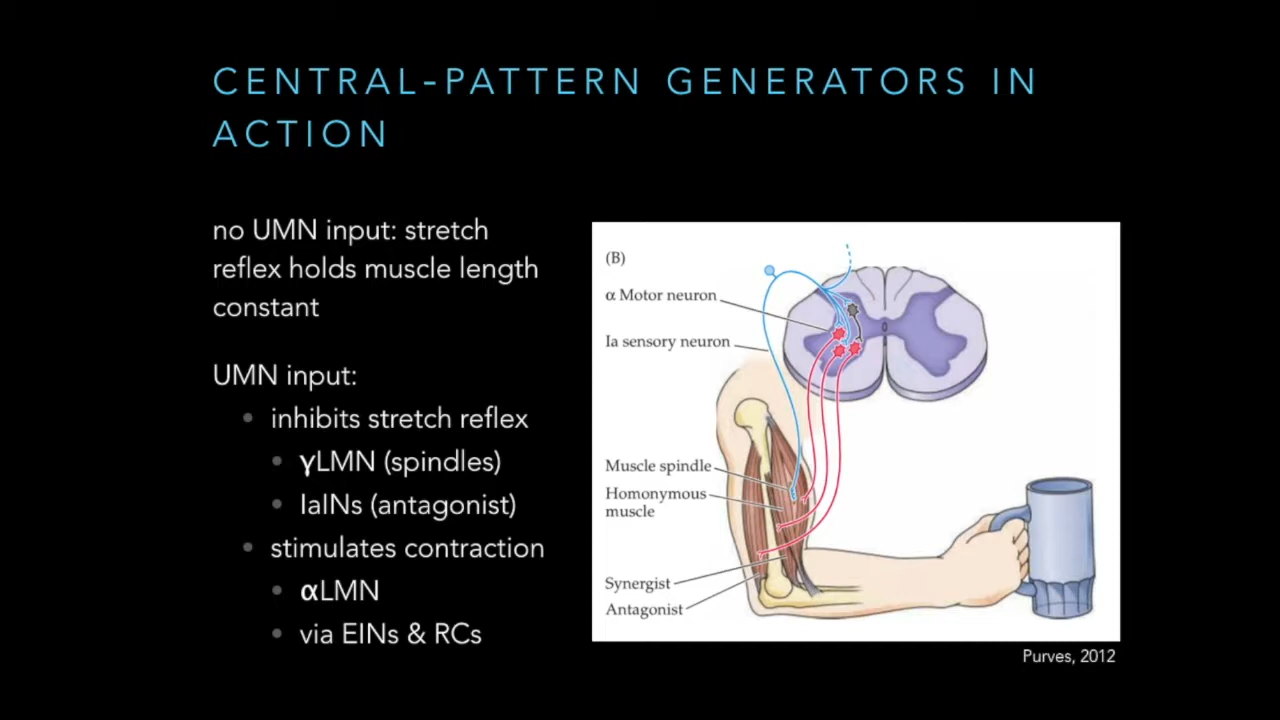 CENTRAL-PATTERN GENERATORS IN
ACTION
no UMN input: stretch
reflex holds muscle length
constant
UMN input:
• inhibits stretch reflex
• γLMN (spindles)
• IaINs (antagonist)
• stimulates contraction
• αLMN
• via EINs & RCs
(B)
α Motor neuron
Ia sensory neuron
Muscle spindle
Homonymous
muscle
Synergist
Antagonist
Purves, 2012